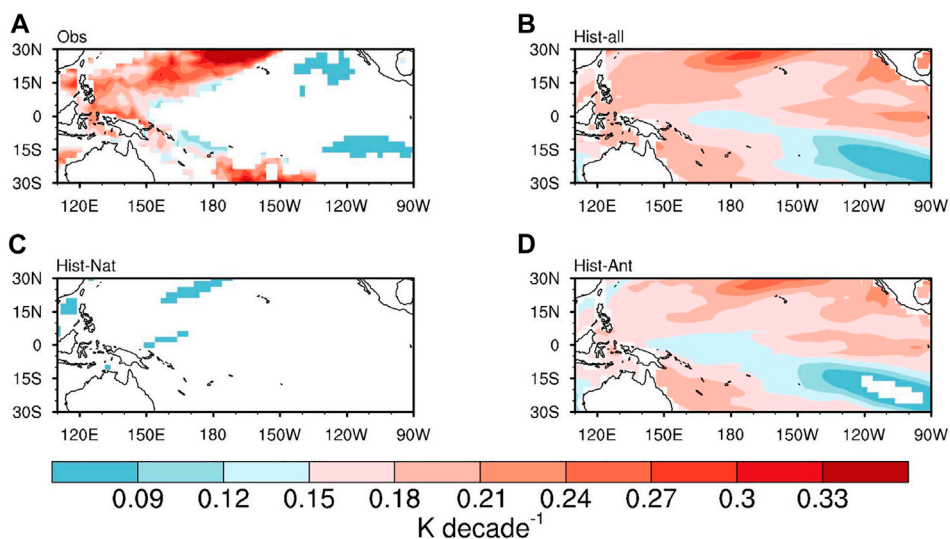 A
Obs
30N
15N
0
15S
30S
120E 150E 180 150W 120W 90W
B
Hist-all
30N
15N
0
15S
30S
120E 150E 180 150W 120W 90W
C
Hist-Nat
30N
15N
0
15S
30S
120E 150E 180 150W 120W 90W
D
Hist-Ant
30N
15N
0
15S
30S
120E 150E 180 150W 120W 90W
0.09 0.12 0.15 0.18 0.21 0.24 0.27 0.3 0.33
K decade⁻¹